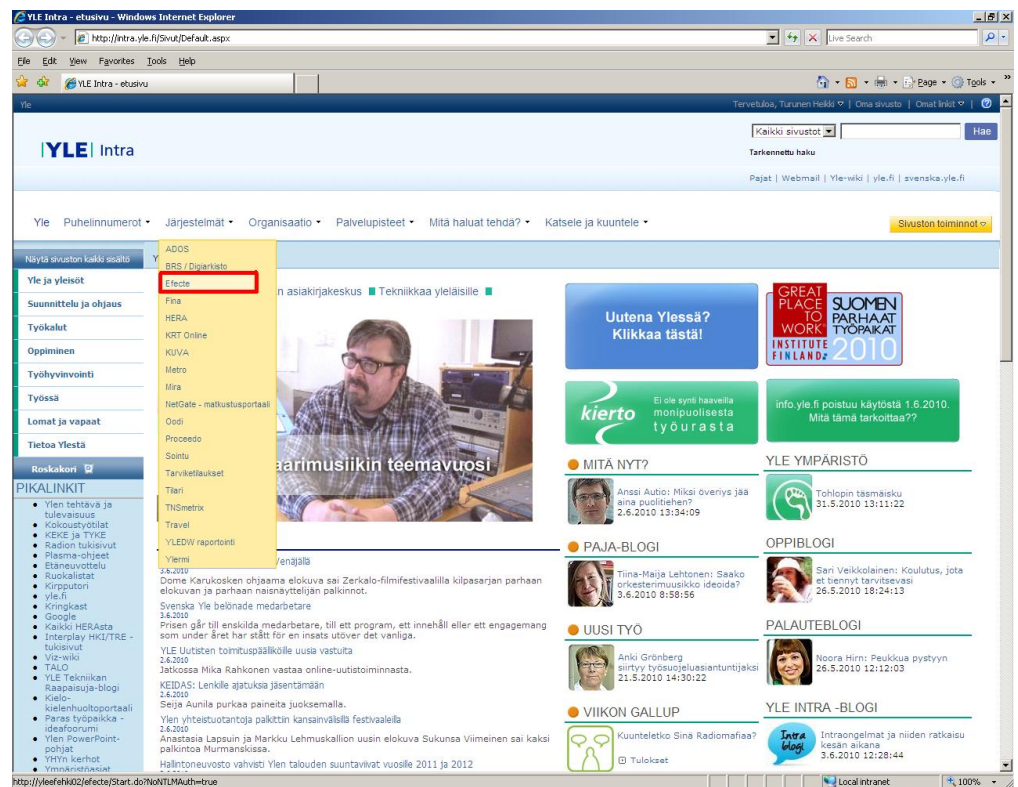 YLE Intra - etusivu - Windows Internet Explorer
http://intra.yle.fi/Sivut/Default.aspx
Live Search
File Edit View Favorites Tools Help
YLE Intra - etusivu
Page Tools
Yle
Tervetuloa, Turunen Heikki | Oma sivusto | Omat linkit |
YLE Intra
Kaikki sivustot
Hae
Tarkennettu haku
Pajat | Webmail | Yle-wiki | yle.fi | svenska.yle.fi
Yle Puhelinnumerot Järjestelmät Organisaatio Palvelupisteet Mitä haluat tehdä? Katsele ja kuuntele
Sivuston toiminnot
Näytä sivuston kaikki sisältö
Yle ja yleisöt
Suunnittelu ja ohjaus
Työkalut
Oppiminen
Työhyvinvointi
Työssä
Lomat ja vapaat
Tietoa Ylestä
Roskakori
PIKALINKIT
Ylen tehtävä ja
tulevaisuus
Kokoustyötilat
KEKE ja TYKE
Radion tukisivut
Plasma-ohjeet
Etäneuvottelu
Ruokalistat
Kirpputori
yle.fi
Kringkast
Google
Kaikki HERAsta
Interplay HKI/TRE -
tukisivut
Viz-wiki
TALO
YLE Tekniikan
Raapaisuja-blogi
Kielo-
kielenhuoltoportaali
Paras työpaikka -
ideafoorumi
Ylen PowerPoint-
pohjat
YHYn kerhot
Ympäristöasiat
ADOS
BRS / Digiarkisto
Efecte
Fina
HERA
KRT Online
KUVA
Metro
Mira
NetGate - matkustusportaali
Oodi
Proceedo
Sointu
Tarviketilaukset
Tilari
TNSmetrix
Travel
YLEDW raportointi
Ylermi
n asiakirjakeskus Tekniikkaa yleläisille
aarimusiikin teemavuosi
Venäjällä
3.6.2010
Dome Karukosken ohjaama elokuva sai Zerkalo-filmifestivaalilla kilpasarjan parhaan
elokuvan ja parhaan naisnäyttelijän palkinnot.
Svenska Yle belönade medarbetare
3.6.2010
Prisen går till enskilda medarbetare, till ett program, ett innehåll eller ett engagemang
som under året har stått för en insats utöver det vanliga.
YLE Uutisten toimituspäälliköille uusia vastuita
2.6.2010
Jatkossa Mika Rahkonen vastaa online-uutistoiminnasta.
KEIDAS: Lenkille ajatuksia jäsentämään
2.6.2010
Seija Aunila purkaa paineita juoksemalla.
Ylen yhteistuotantoja palkittiin kansainvälisillä festivaaleilla
2.6.2010
Anastasia Lapsuin ja Markku Lehmuskallion uusin elokuva Sukunsa Viimeinen sai kaksi
palkintoa Murmanskissa.
Hallintoneuvosto vahvisti Ylen talouden suuntaviivat vuosille 2011 ja 2012
Uutena Ylessä?
Klikkaa tästä!
GREAT
PLACE
TO
WORK
INSTITUTE
FINLAND
SUOMEN
PARHAAT
TYÖPAIKAT
2010
kierto
Ei ole synti haaveilla
monipuolisesta
työurasta
info.yle.fi poistuu käytöstä 1.6.2010.
Mitä tämä tarkoittaa??
MITÄ NYT?
Anssi Autio: Miksi överiys jää
aina puolitiehen?
2.6.2010 13:34:09
YLE YMPÄRISTÖ
Tohlopin täsmäisku
31.5.2010 13:11:22
PAJA-BLOGI
Tiina-Maija Lehtonen: Saako
orkesterimuusikko ideoida?
3.6.2010 8:58:56
OPPIBLOGI
Sari Veikkolainen: Koulutus, jota
et tiennyt tarvitsevasi
26.5.2010 18:24:13
UUSI TYÖ
Anki Grönberg
siirtyy työsuojeluasiantuntijaksi
21.5.2010 14:30:22
PALAUTEBLOGI
Noora Hirn: Peukkua pystyyn
26.5.2010 12:12:03
VIIKON GALLUP
Kuunteletko Sinä Radiomafiaa?
Tulokset
YLE INTRA -BLOGI
Intra
blogi
Intraongelmat ja niiden ratkaisu
kesän aikana
3.6.2010 12:28:44
http://yleefehki02/efecte/Start.do?NoNTLMAuth=true
Local intranet
100%